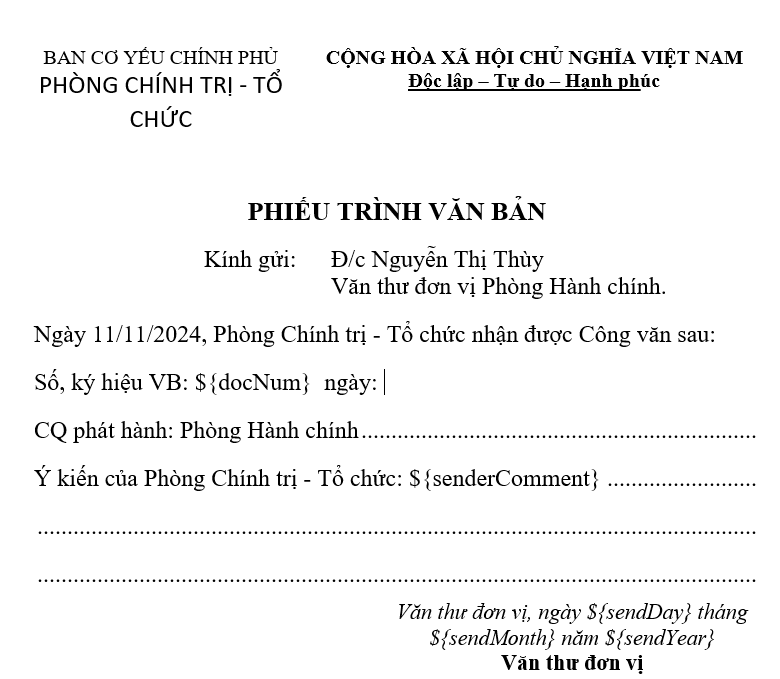 BAN CƠ YẾU CHÍNH PHỦ
PHÒNG CHÍNH TRỊ - TỔ
CHỨC
CỘNG HÒA XÃ HỘI CHỦ NGHĨA VIỆT NAM
Độc lập – Tự do – Hạnh phúc
PHIẾU TRÌNH VĂN BẢN
Kính gửi: Đ/c Nguyễn Thị Thùy
Văn thư đơn vị Phòng Hành chính.
Ngày 11/11/2024, Phòng Chính trị - Tổ chức nhận được Công văn sau:
Số, ký hiệu VB: ${docNum} ngày:
CQ phát hành: Phòng Hành chính..................................................................
Ý kiến của Phòng Chính trị - Tổ chức: ${senderComment} .........................
........................................................................................................................
........................................................................................................................
Văn thư đơn vị, ngày ${sendDay} tháng
${sendMonth} năm ${sendYear}
Văn thư đơn vị